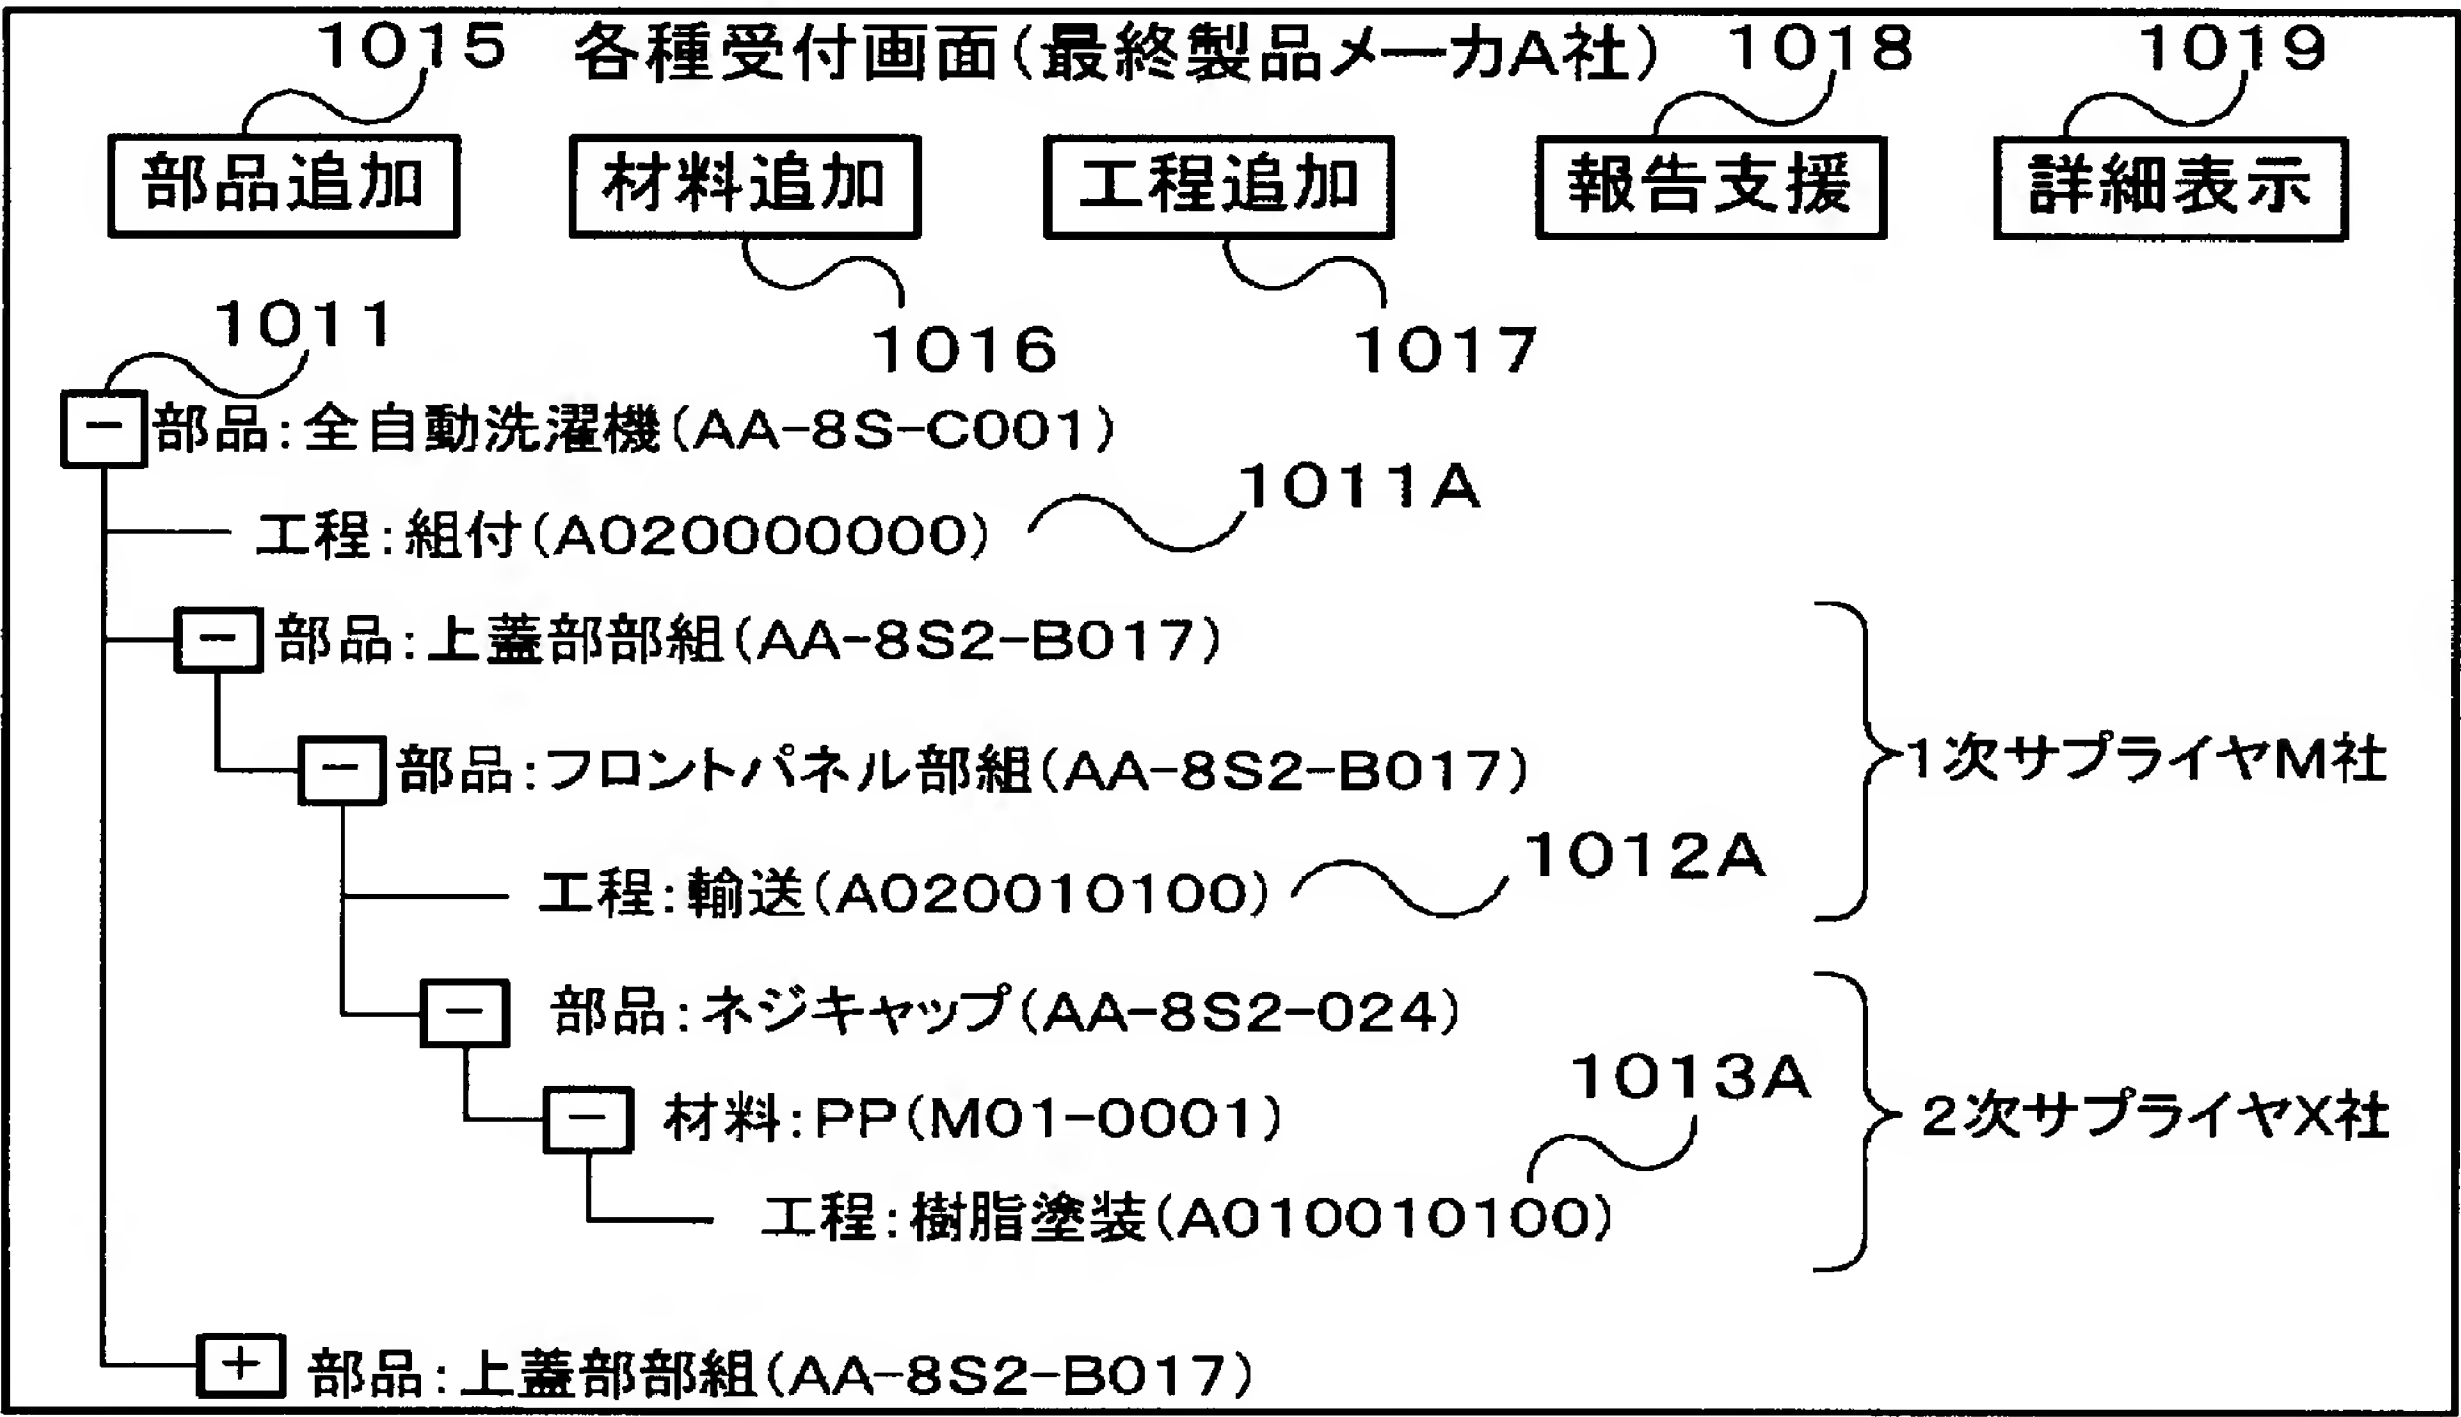 1015 各種受付画面(最終製品メーカA社) 1018 1019
部品追加 材料追加 工程追加 報告支援 詳細表示
1011 1016 1017
− 部品:全自動洗濯機(AA-8S-C001)
1011A
工程:組付(A020000000)
− 部品:上蓋部部組(AA-8S2-B017)
− 部品:フロントパネル部組(AA-8S2-B017) 1次サプライヤM社
1012A
工程:輸送(A020010100)
− 部品:ネジキャップ(AA-8S2-024)
1013A
− 材料:PP(M01-0001) 2次サプライヤX社
工程:樹脂塗装(A010010100)
+ 部品:上蓋部部組(AA-8S2-B017)